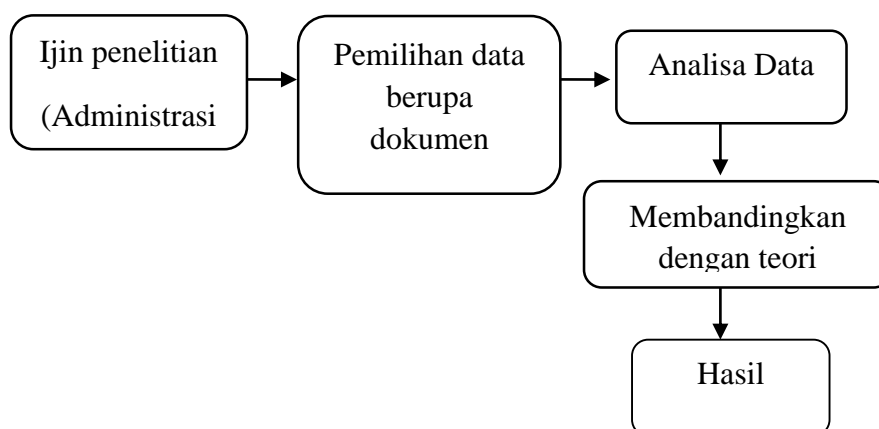 Ijin penelitian
(Administrasi
Pemilihan data
berupa
dokumen
Analisa Data
Membandingkan
dengan teori
Hasil